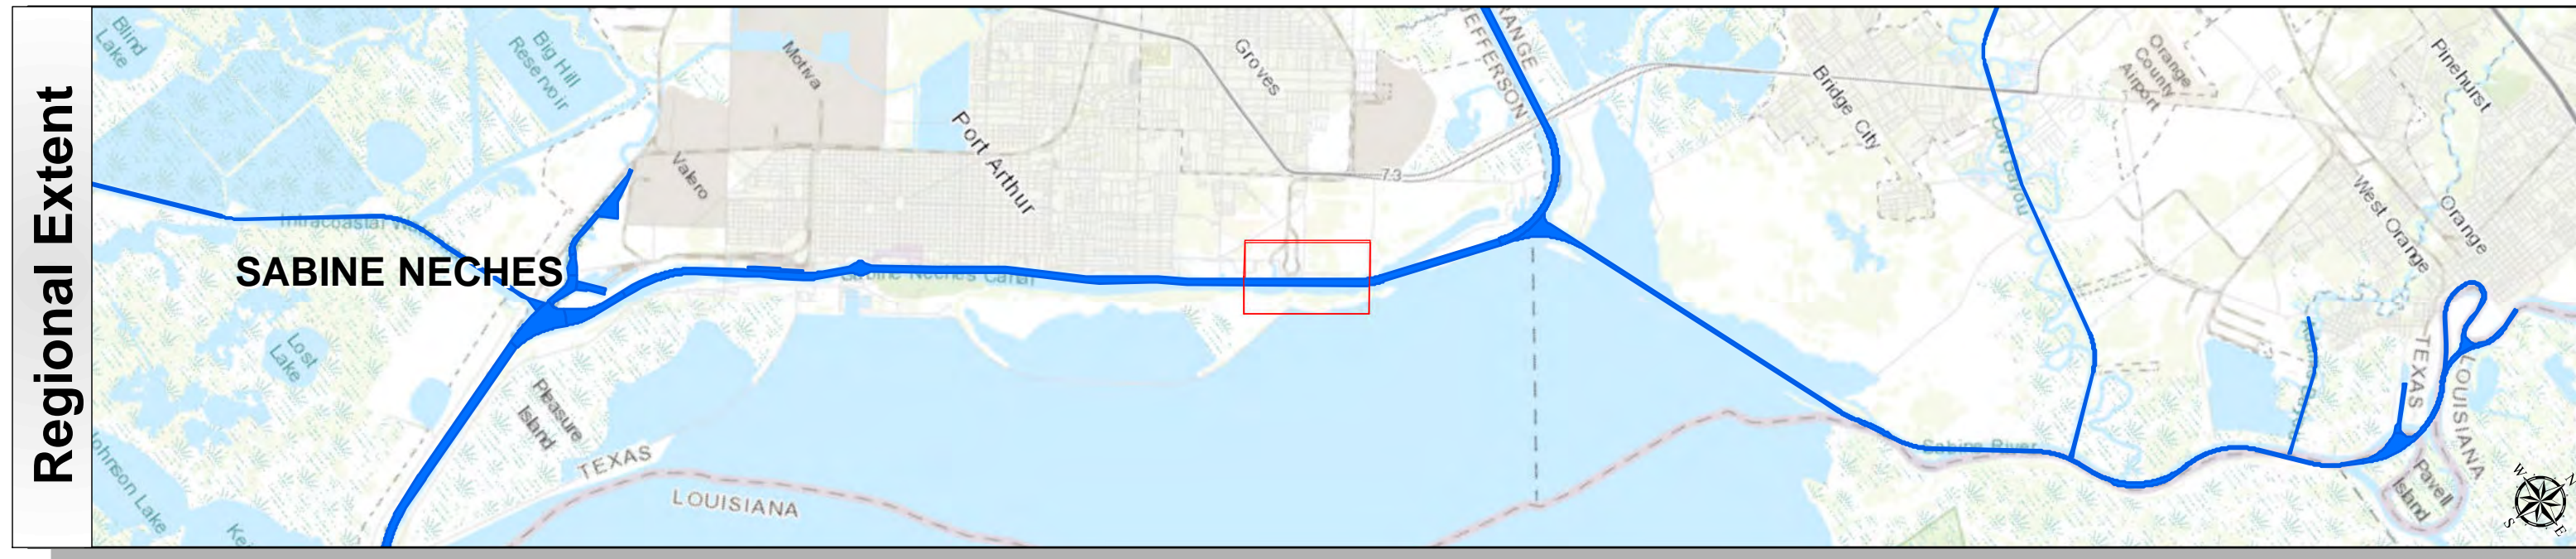 Regional Extent
Blind
Lake
Big Hill
Reservoir
Motiva
Groves
ORANGE
JEFFERSON
Bridge City
Orange
County
Airport
Pinehurst
Port Arthur
Valero
73
Cow Bayou
West Orange
Orange
Intracoastal
SABINE NECHES
Sabine Neches Canal
Lost
Lake
Pleasure
Island
TEXAS
LOUISIANA
Johnson Lake
Sabine River
TEXAS
LOUISIANA
Pavell
Island
W
N
S
E